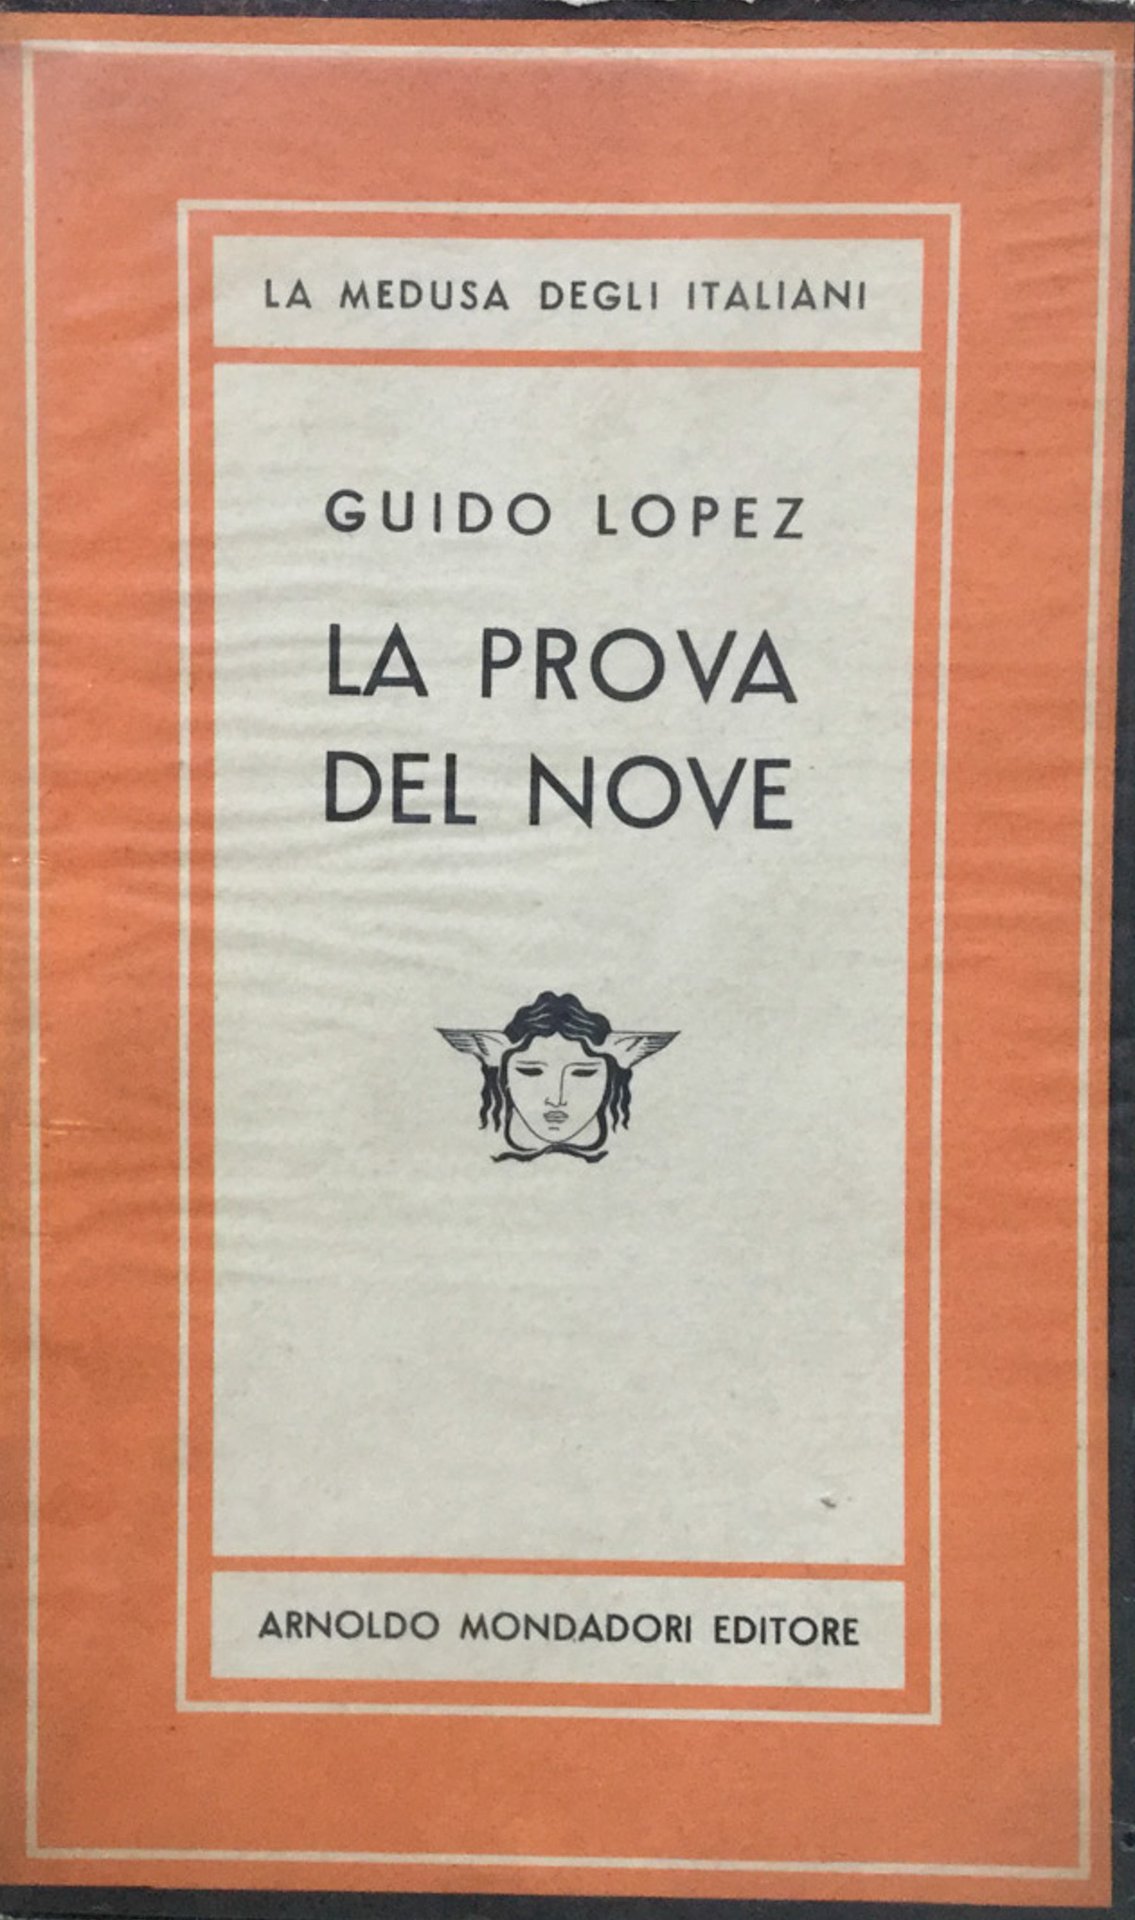 LA MEDUSA DEGLI ITALIANI
GUIDO LOPEZ
LA PROVA
DEL NOVE
ARNOLDO MONDADORI EDITORE